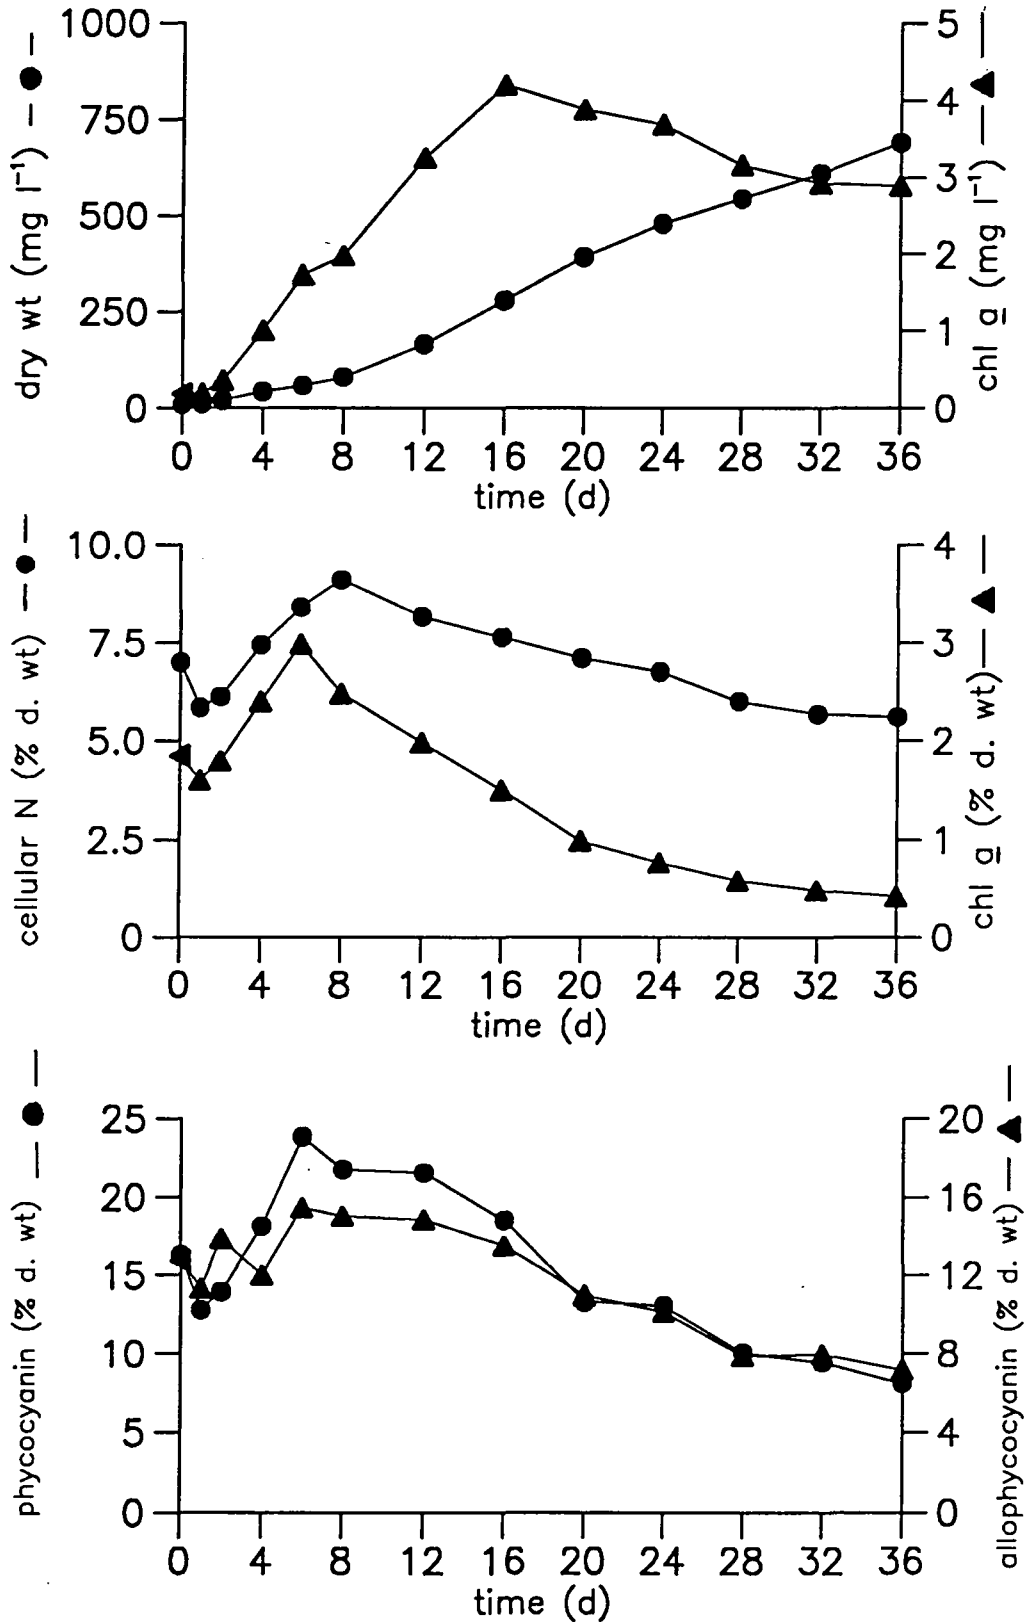 dry wt (mg l⁻¹)
1000
750
500
250
0
5
4
3
2
1
0
chl a (mg l⁻¹)
0 4 8 12 16 20 24 28 32 36
time (d)
cellular N (% d. wt)
10.0
7.5
5.0
2.5
0
4
3
2
1
0
chl a (% d. wt)
0 4 8 12 16 20 24 28 32 36
time (d)
phycocyanin (% d. wt)
25
20
15
10
5
0
20
16
12
8
4
0
allophycocyanin (% d. wt)
0 4 8 12 16 20 24 28 32 36
time (d)